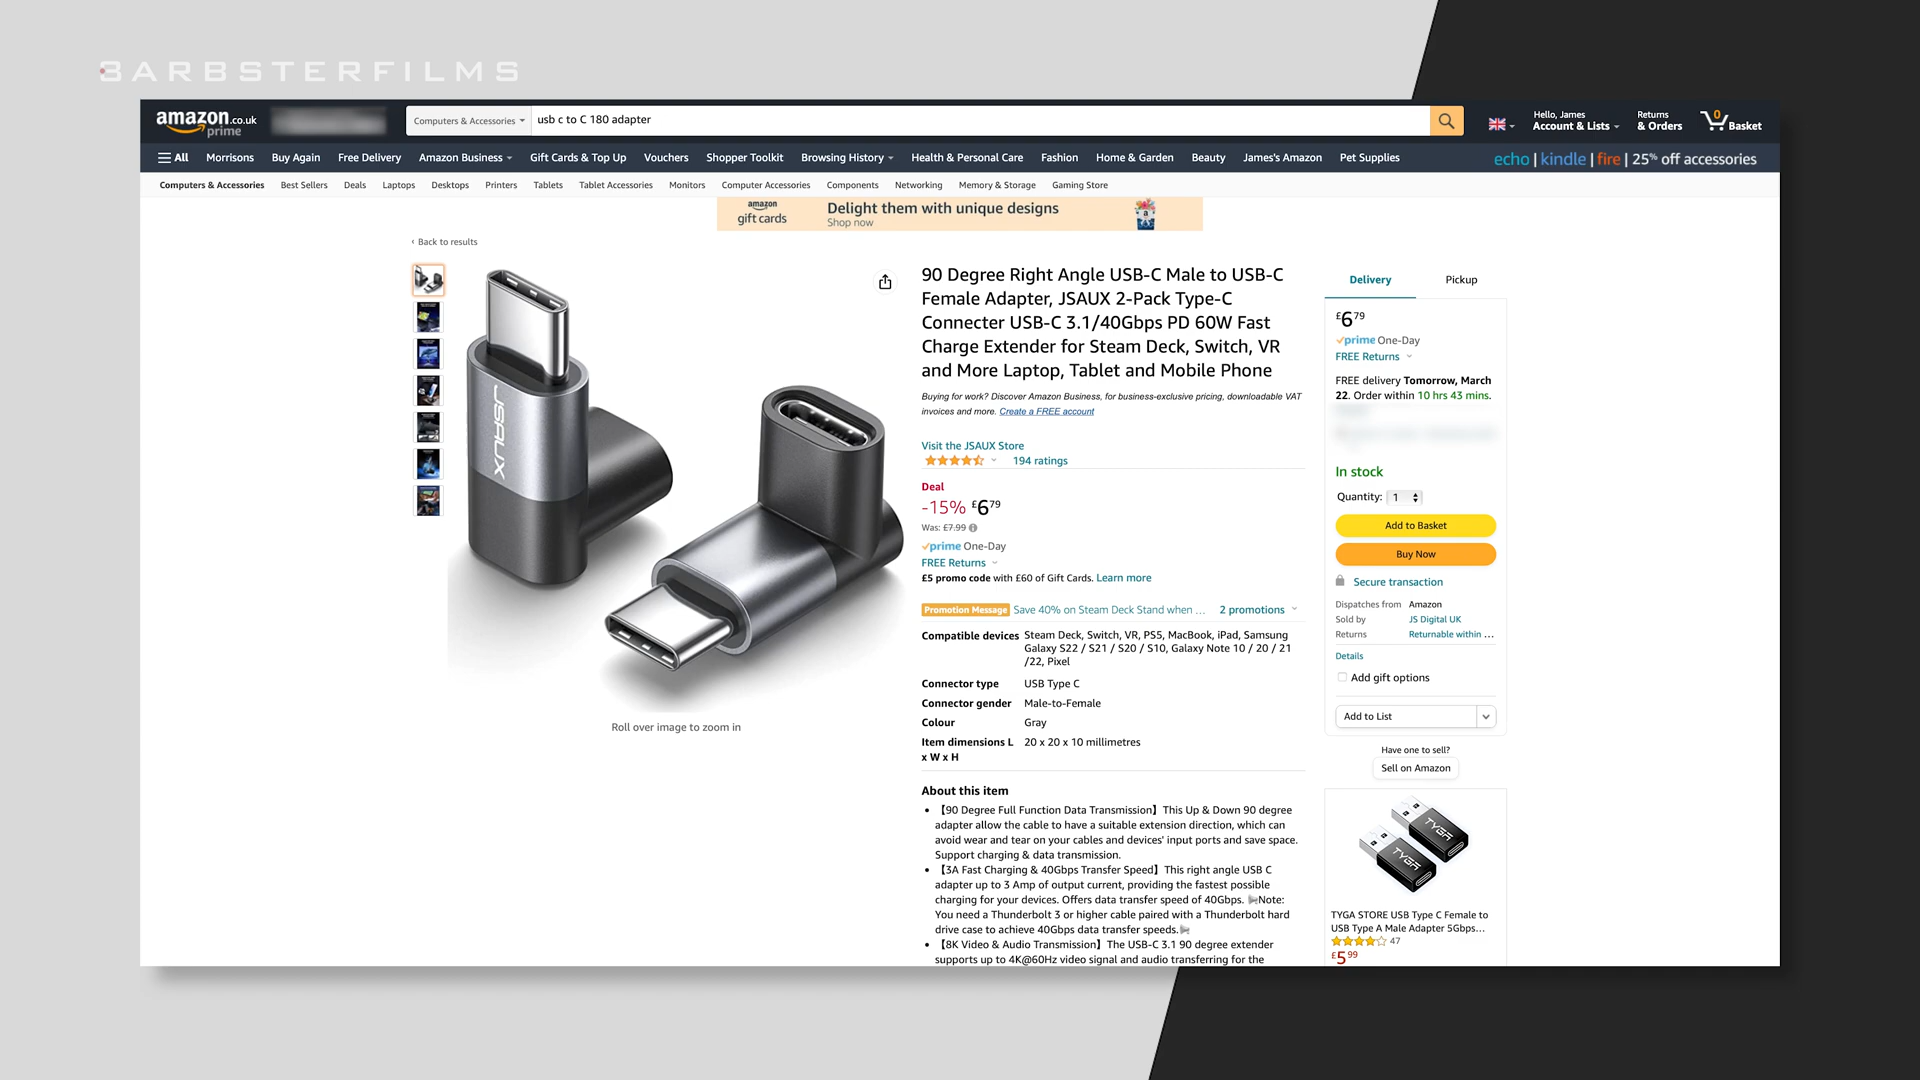 BARBSTERFILMS
amazon.co.uk
prime
Computers & Accessories
usb c to C 180 adapter
Hello, James
Account & Lists
Returns
& Orders
0
Basket
All
Morrisons
Buy Again
Free Delivery
Amazon Business
Gift Cards & Top Up
Vouchers
Shopper Toolkit
Browsing History
Health & Personal Care
Fashion
Home & Garden
Beauty
James's Amazon
Pet Supplies
echo | kindle | fire | 25% off accessories
Computers & Accessories
Best Sellers
Deals
Laptops
Desktops
Printers
Tablets
Tablet Accessories
Monitors
Computer Accessories
Components
Networking
Memory & Storage
Gaming Store
amazon
gift cards
Delight them with unique designs
Shop now
‹ Back to results
JSAUX
Roll over image to zoom in
90 Degree Right Angle USB-C Male to USB-C
Female Adapter, JSAUX 2-Pack Type-C
Connecter USB-C 3.1/40Gbps PD 60W Fast
Charge Extender for Steam Deck, Switch, VR
and More Laptop, Tablet and Mobile Phone
Buying for work? Discover Amazon Business, for business-exclusive pricing, downloadable VAT
invoices and more. Create a FREE account
Visit the JSAUX Store
194 ratings
Deal
-15% £679
Was: £7.99
prime One-Day
FREE Returns
£5 promo code with £60 of Gift Cards. Learn more
Promotion Message Save 40% on Steam Deck Stand when ... 2 promotions
Compatible devices Steam Deck, Switch, VR, PS5, MacBook, iPad, Samsung
Galaxy S22 / S21 / S20 / S10, Galaxy Note 10 / 20 / 21
/22, Pixel
Connector type USB Type C
Connector gender Male-to-Female
Colour Gray
Item dimensions L 20 x 20 x 10 millimetres
x W x H
About this item
• 【90 Degree Full Function Data Transmission】This Up & Down 90 degree
adapter allow the cable to have a suitable extension direction, which can
avoid wear and tear on your cables and devices' input ports and save space.
Support charging & data transmission.
• 【3A Fast Charging & 40Gbps Transfer Speed】This right angle USB C
adapter up to 3 Amp of output current, providing the fastest possible
charging for your devices. Offers data transfer speed of 40Gbps. Note:
You need a Thunderbolt 3 or higher cable paired with a Thunderbolt hard
drive case to achieve 40Gbps data transfer speeds.
• 【8K Video & Audio Transmission】The USB-C 3.1 90 degree extender
supports up to 4K@60Hz video signal and audio transferring for the
Delivery
Pickup
£679
prime One-Day
FREE Returns
FREE delivery Tomorrow, March
22. Order within 10 hrs 43 mins.
In stock
Quantity: 1
Add to Basket
Buy Now
Secure transaction
Dispatches from Amazon
Sold by JS Digital UK
Returns Returnable within ...
Details
Add gift options
Add to List
Have one to sell?
Sell on Amazon
TYGA
TYGA
TYGA STORE USB Type C Female to
USB Type A Male Adapter 5Gbps...
47
£599